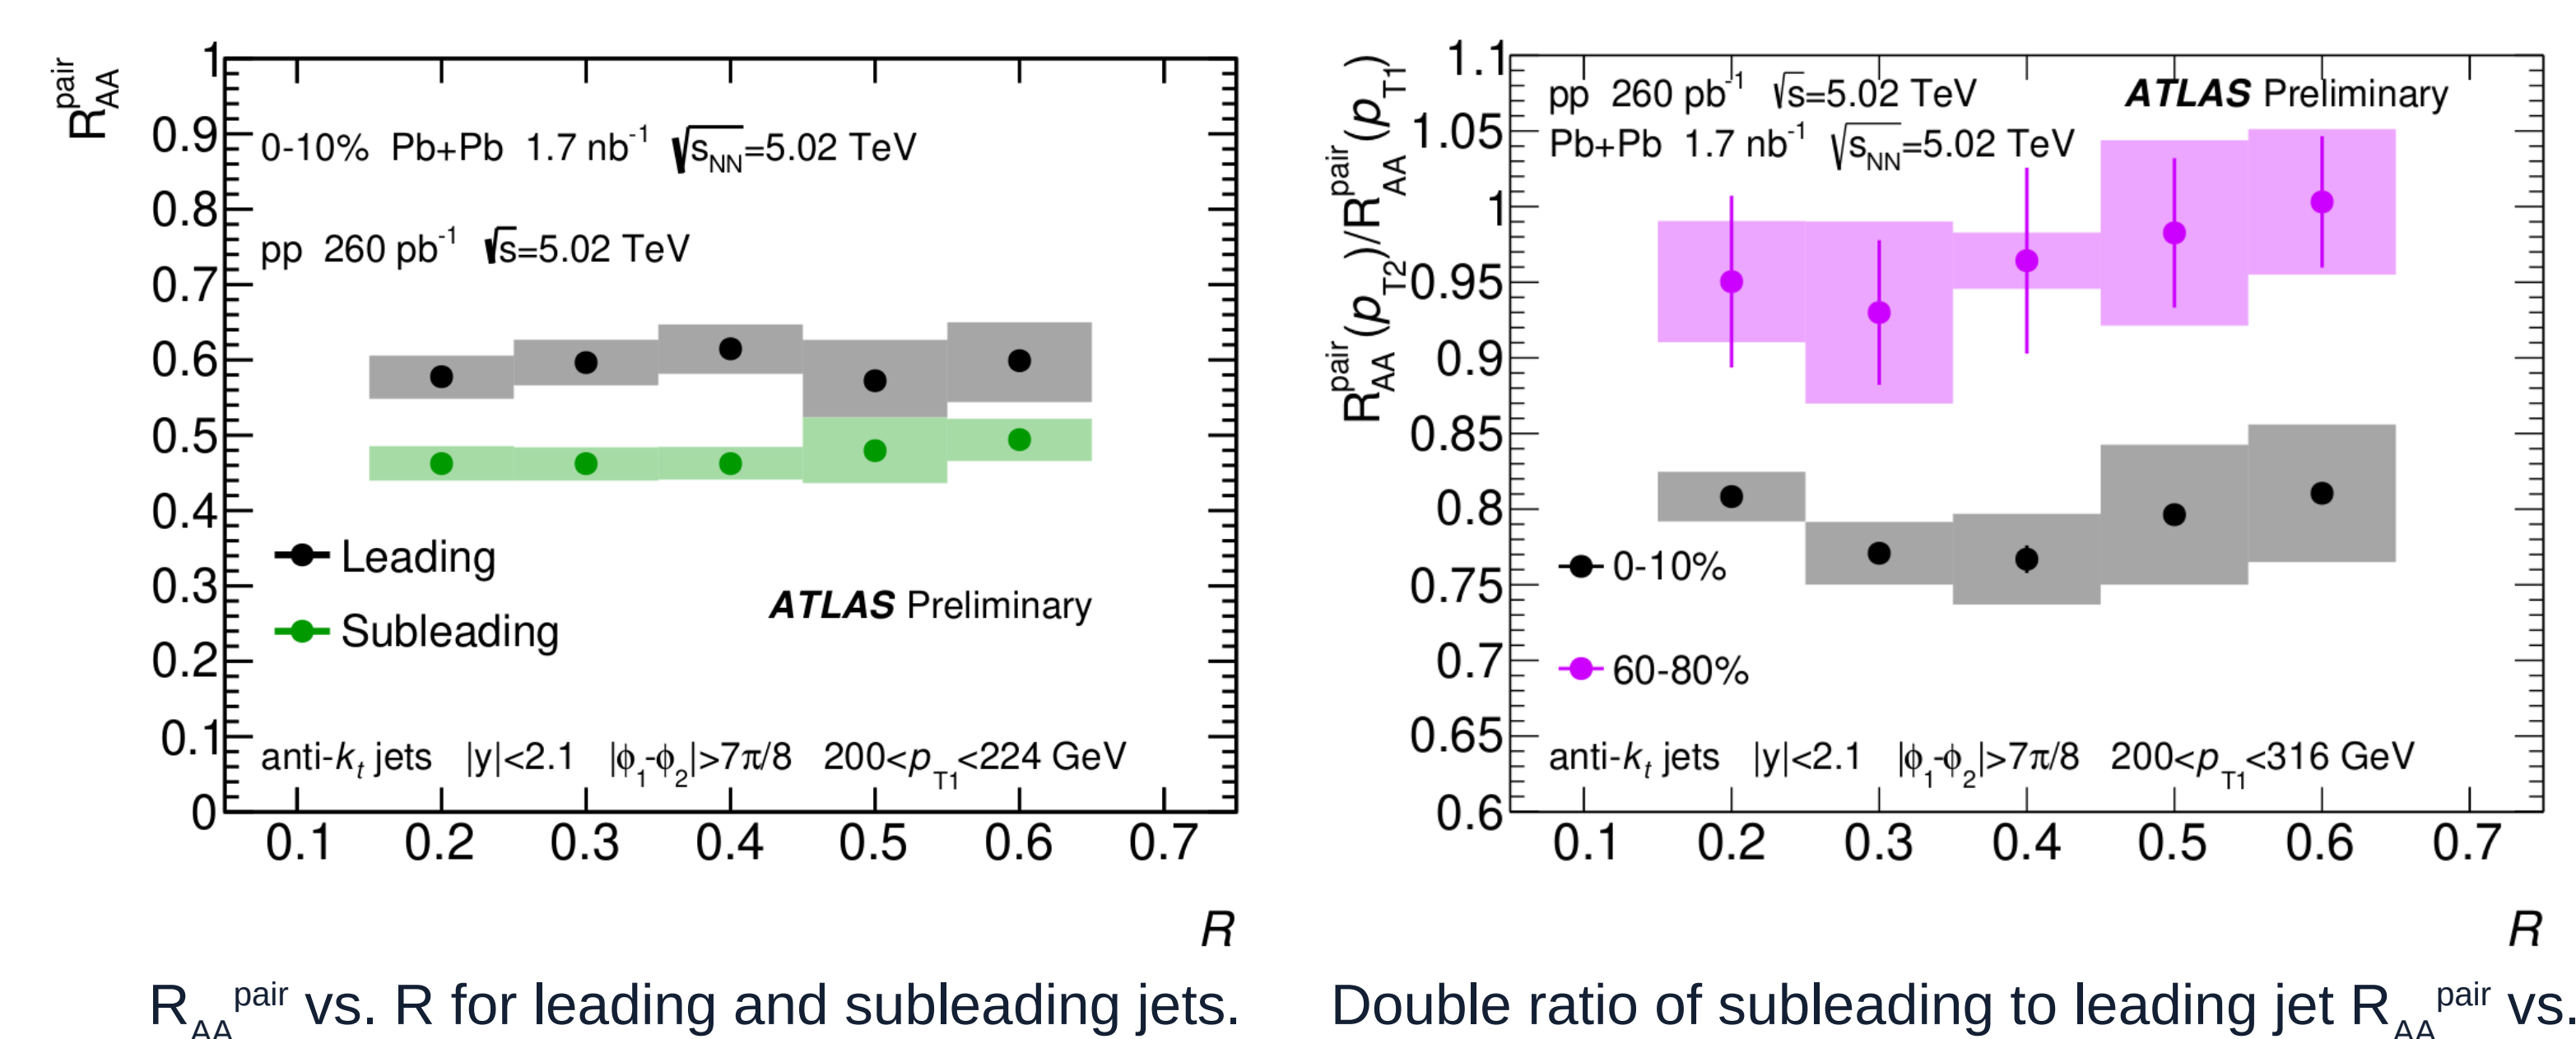 R_AA^pair
1
0.9
0.8
0.7
0.6
0.5
0.4
0.3
0.2
0.1
0
0-10% Pb+Pb 1.7 nb⁻¹ √s_NN=5.02 TeV
pp 260 pb⁻¹ √s=5.02 TeV
Leading
Subleading
ATLAS Preliminary
anti-k_t jets |y|<2.1 |ϕ₁-ϕ₂|>7π/8 200<p_T1<224 GeV
0.1 0.2 0.3 0.4 0.5 0.6 0.7
R
R_AA^pair vs. R for leading and subleading jets.
R_AA^pair(p_T2)/R_AA^pair(p_T1)
1.1
1.05
1
0.95
0.9
0.85
0.8
0.75
0.7
0.65
0.6
pp 260 pb⁻¹ √s=5.02 TeV
ATLAS Preliminary
Pb+Pb 1.7 nb⁻¹ √s_NN=5.02 TeV
0-10%
60-80%
anti-k_t jets |y|<2.1 |ϕ₁-ϕ₂|>7π/8 200<p_T1<316 GeV
0.1 0.2 0.3 0.4 0.5 0.6 0.7
R
Double ratio of subleading to leading jet R_AA^pair vs.